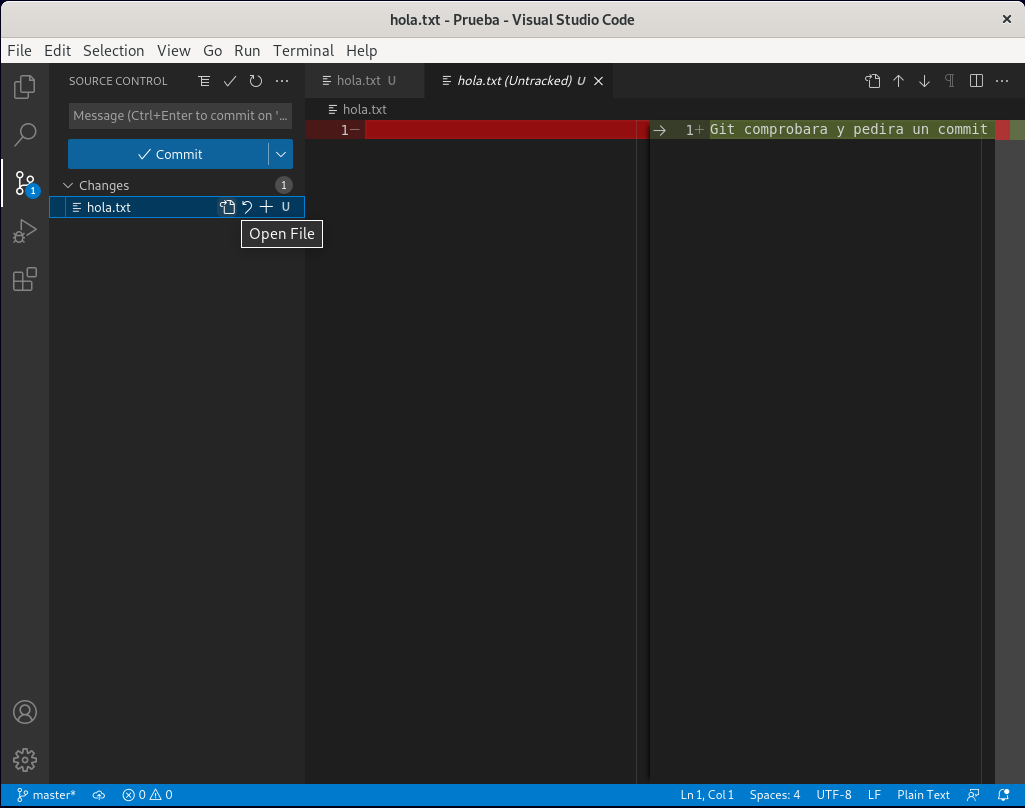 hola.txt - Prueba - Visual Studio Code
File Edit Selection View Go Run Terminal Help
SOURCE CONTROL
hola.txt U
hola.txt (Untracked) U
Message (Ctrl+Enter to commit on '...
hola.txt
Commit
1
1
Git comprobara y pedira un commit
Changes 1
1
hola.txt U
Open File
master*
0 0
Ln 1, Col 1
Spaces: 4
UTF-8
LF
Plain Text